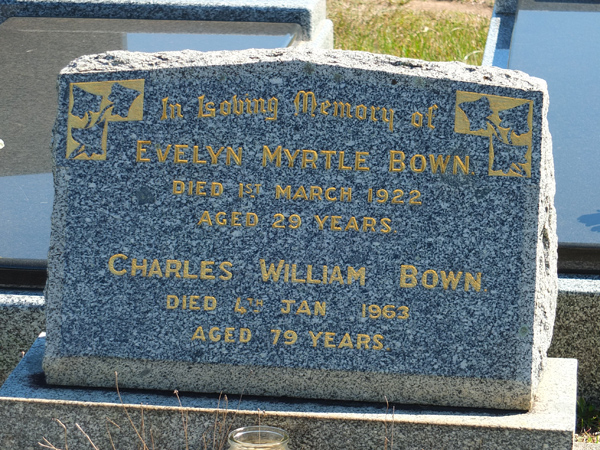 In Loving Memory of
EVELYN MYRTLE BOWN.
DIED 1ST MARCH 1922
AGED 29 YEARS.
CHARLES WILLIAM BOWN
DIED 4TH JAN 1963
AGED 79 YEARS.